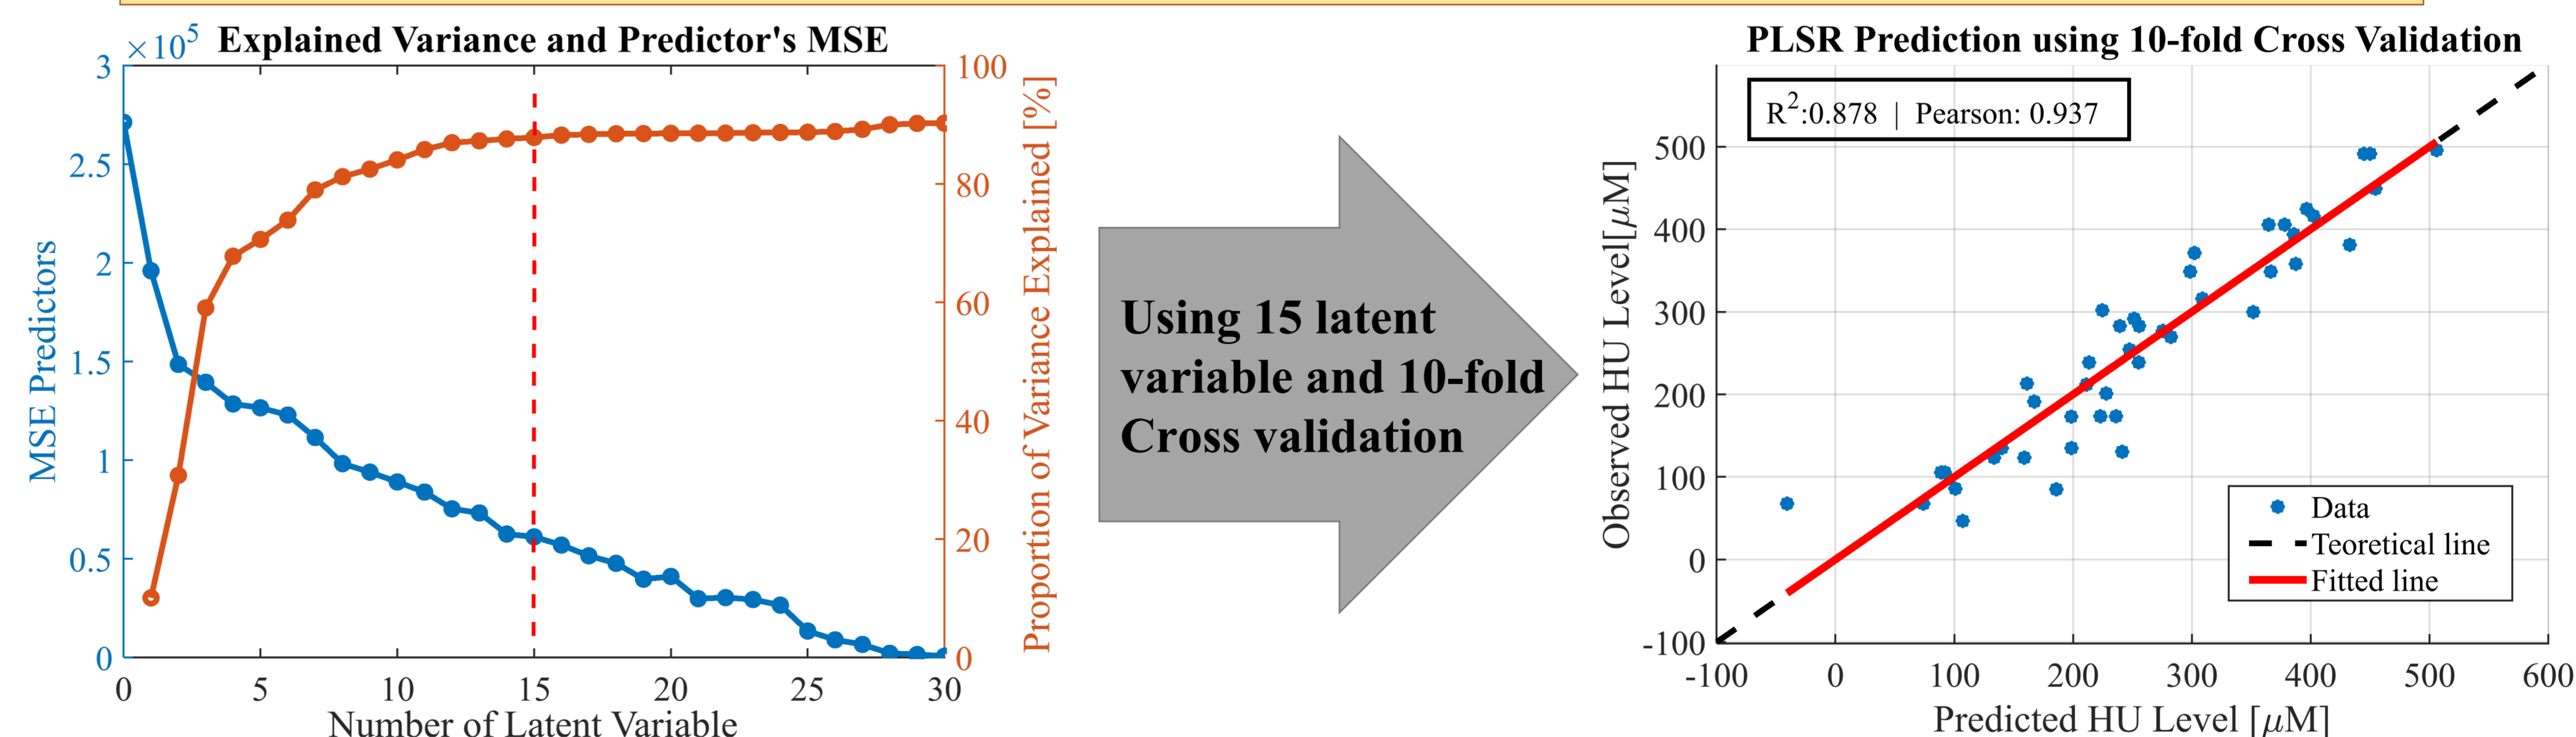 Explained Variance and Predictor's MSE
×10⁵
3
2.5
2
1.5
1
0.5
0
MSE Predictors
100
80
60
40
20
0
Proportion of Variance Explained [%]
0 5 10 15 20 25 30
Number of Latent Variable
Using 15 latent
variable and 10-fold
Cross validation
PLSR Prediction using 10-fold Cross Validation
R²:0.878 | Pearson: 0.937
500
400
300
200
100
0
-100
Observed HU Level[μM]
Data
Teoretical line
Fitted line
-100 0 100 200 300 400 500 600
Predicted HU Level [μM]